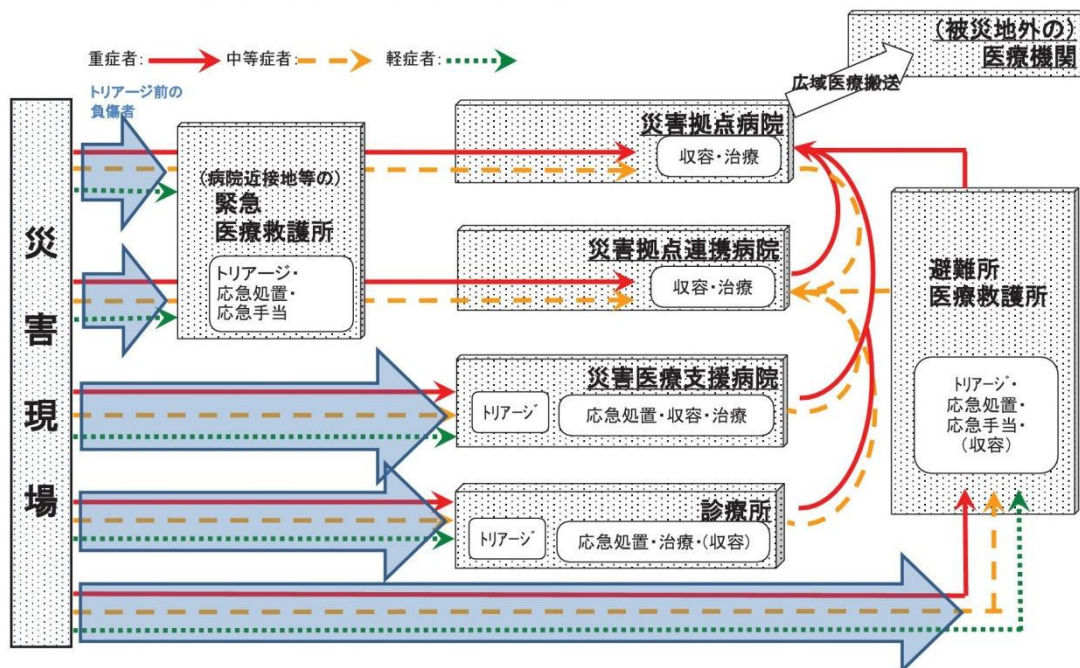 (被災地外の)
医療機関
重症者:
中等症者:
軽症者:
広域医療搬送
トリアージ前の
負傷者
災害現場
(病院近接地等の)
緊急
医療救護所
トリアージ・
応急処置・
応急手当
災害拠点病院
収容・治療
災害拠点連携病院
収容・治療
災害医療支援病院
トリアージ
応急処置・収容・治療
診療所
トリアージ
応急処置・治療・(収容)
避難所
医療救護所
トリアージ・
応急処置・
応急手当・
(収容)